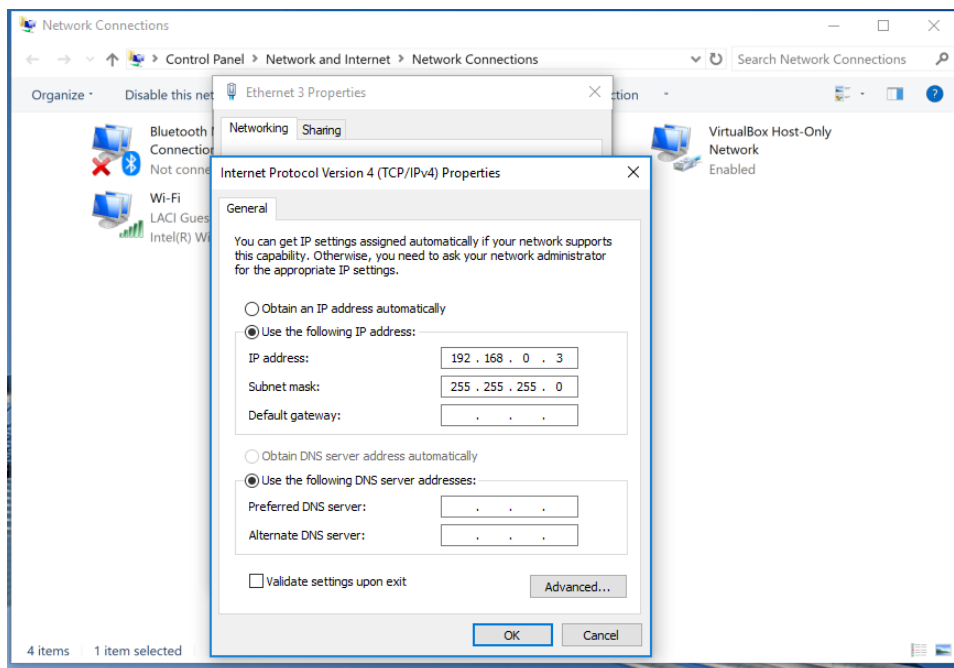 Network Connections
Control Panel > Network and Internet > Network Connections
Search Network Connections
Organize
Disable this net
ction
Bluetooth
Connection
Not conne
Wi-Fi
LACI Gues
Intel(R) Wi
VirtualBox Host-Only
Network
Enabled
Ethernet 3 Properties
Networking
Sharing
Internet Protocol Version 4 (TCP/IPv4) Properties
General
You can get IP settings assigned automatically if your network supports
this capability. Otherwise, you need to ask your network administrator
for the appropriate IP settings.
Obtain an IP address automatically
Use the following IP address:
IP address: 192 . 168 . 0 . 3
Subnet mask: 255 . 255 . 255 . 0
Default gateway: . . .
Obtain DNS server address automatically
Use the following DNS server addresses:
Preferred DNS server: . . .
Alternate DNS server: . . .
Validate settings upon exit
Advanced...
OK
Cancel
4 items
1 item selected